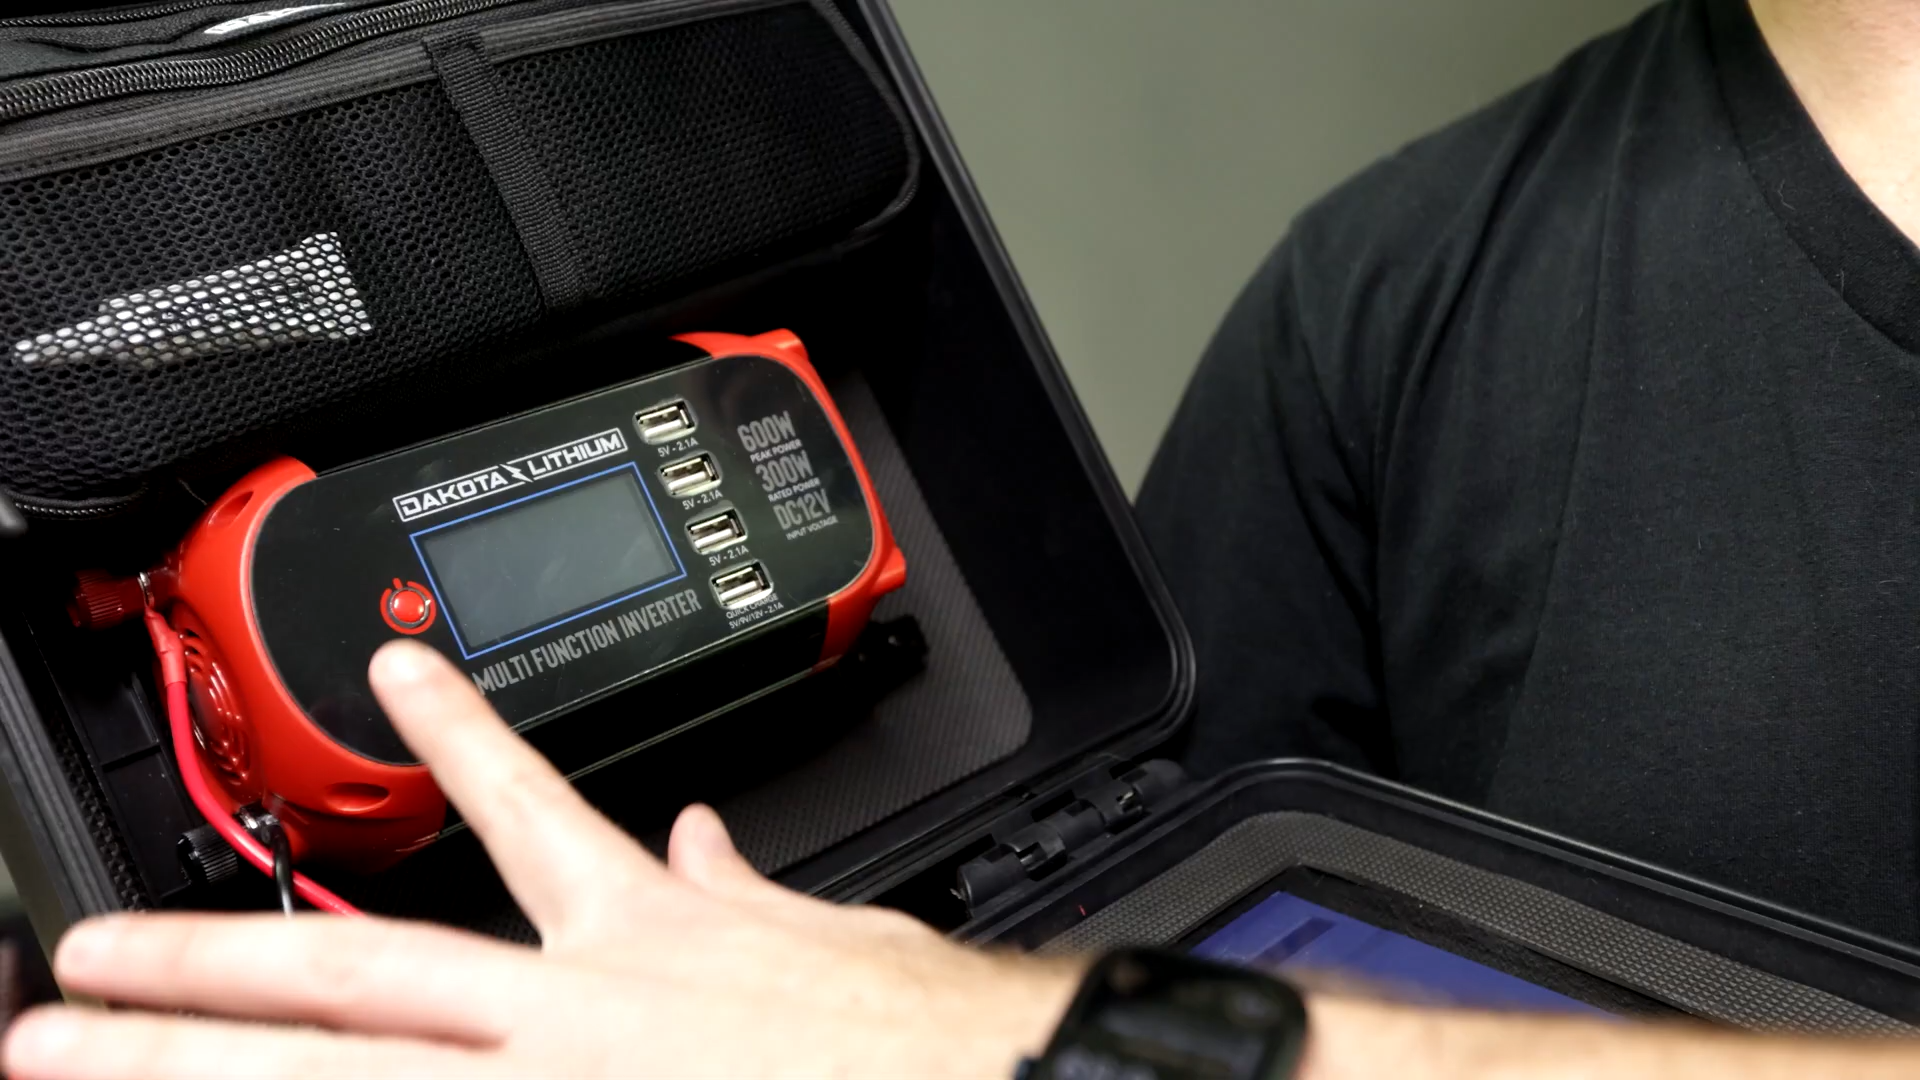 DAKOTA LITHIUM
5V - 2.1A
5V - 2.1A
5V - 2.1A
QUICK CHARGE
5V/9V/12V - 2.1A
600W
PEAK POWER
300W
RATED POWER
DC12V
INPUT VOLTAGE
MULTI FUNCTION INVERTER